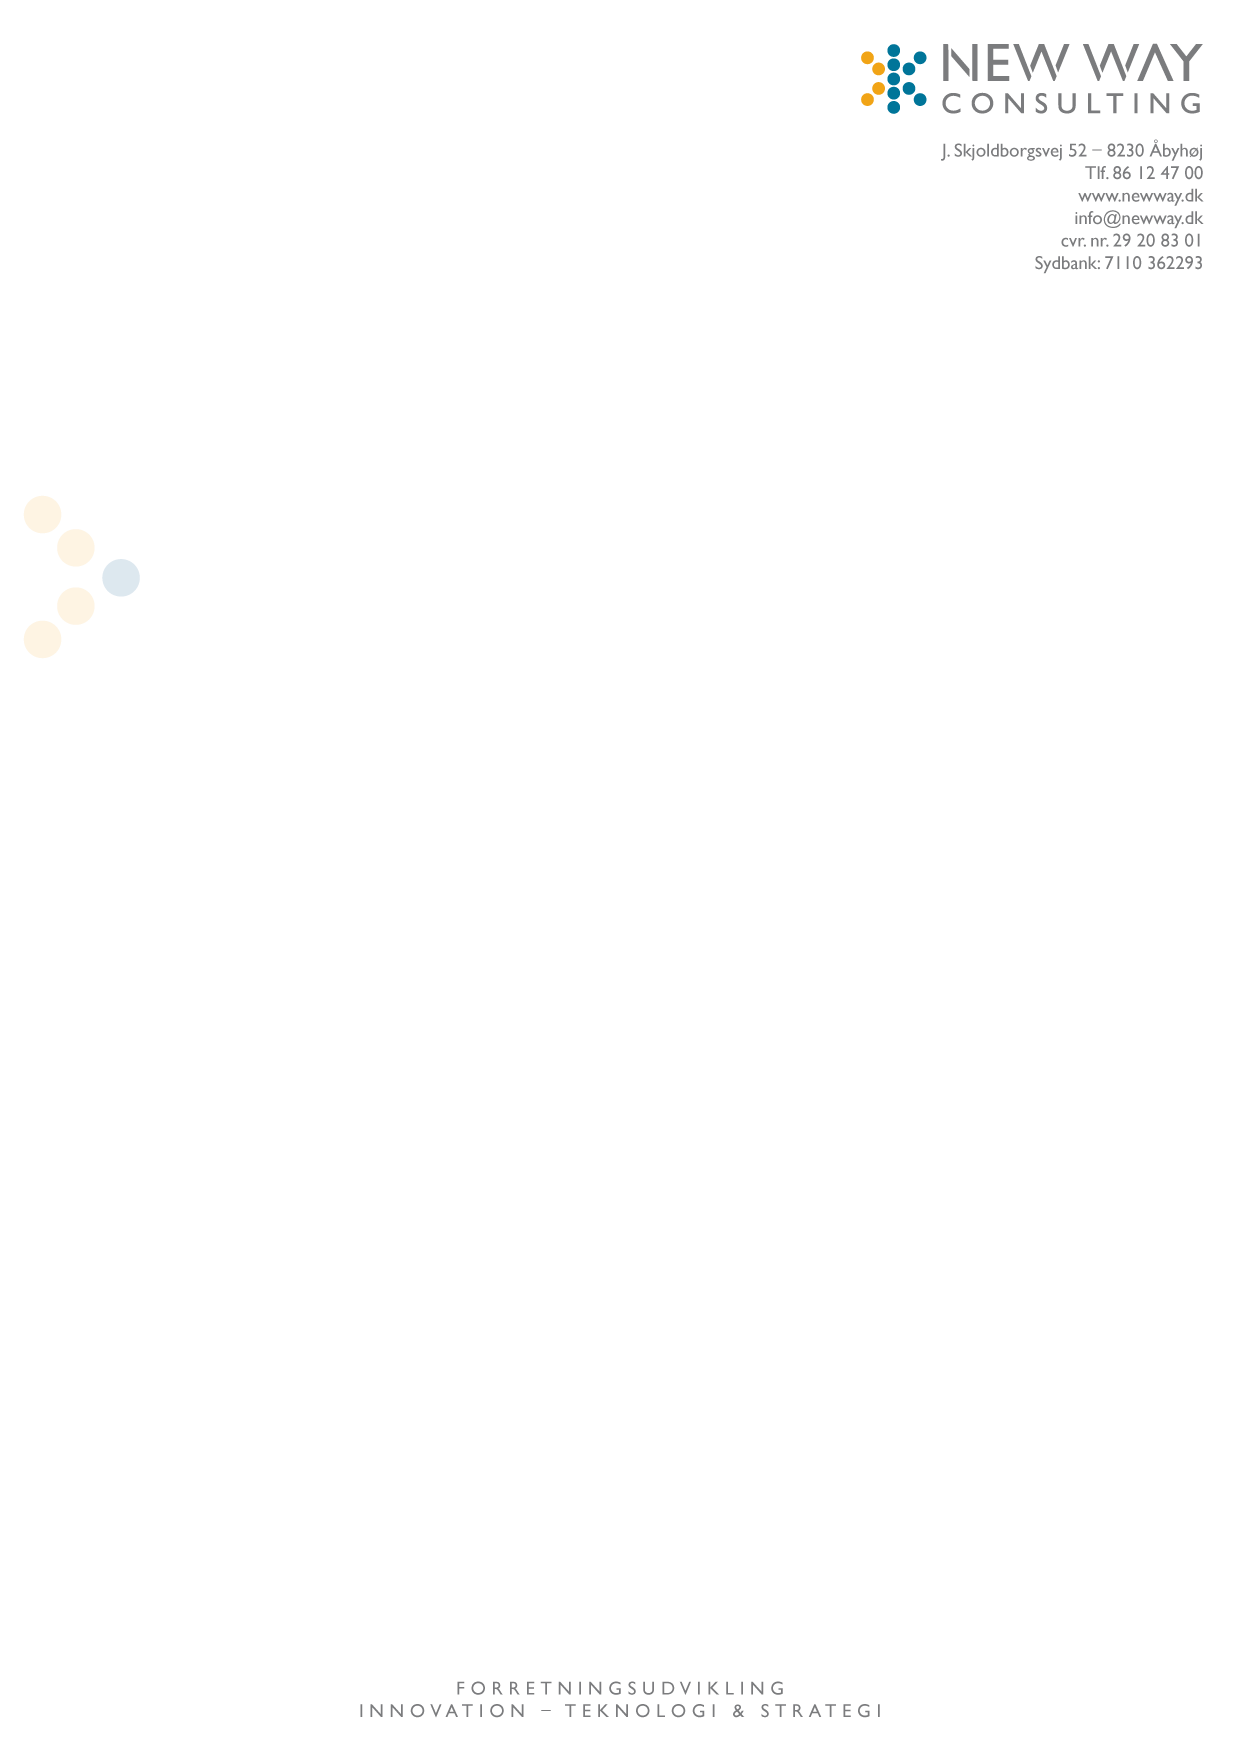 NEW WAY
CONSULTING
J. Skjoldborgsvej 52 – 8230 Åbyhøj
Tlf. 86 12 47 00
www.newway.dk
info@newway.dk
cvr. nr. 29 20 83 01
Sydbank: 7110 362293
FORRETNINGSUDVIKLING
INNOVATION – TEKNOLOGI & STRATEGI